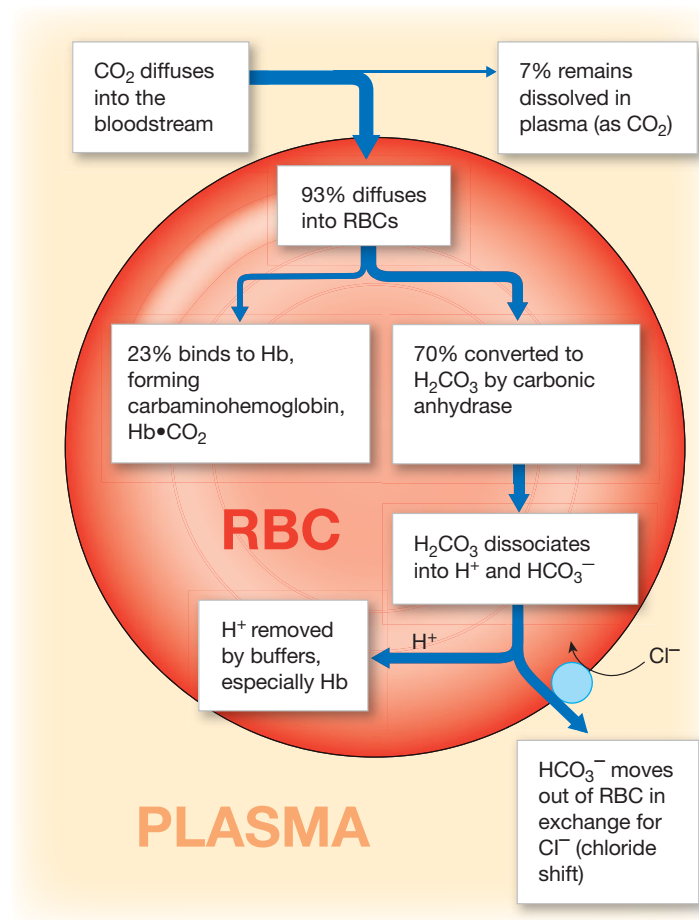 CO₂ diffuses
into the
bloodstream
7% remains
dissolved in
plasma (as CO₂)
93% diffuses
into RBCs
23% binds to Hb,
forming
carbaminohemoglobin,
Hb•CO₂
70% converted to
H₂CO₃ by carbonic
anhydrase
RBC
H₂CO₃ dissociates
into H⁺ and HCO₃⁻
H⁺ removed
by buffers,
especially Hb
H⁺
Cl⁻
HCO₃⁻ moves
out of RBC in
exchange for
Cl⁻ (chloride
shift)
PLASMA